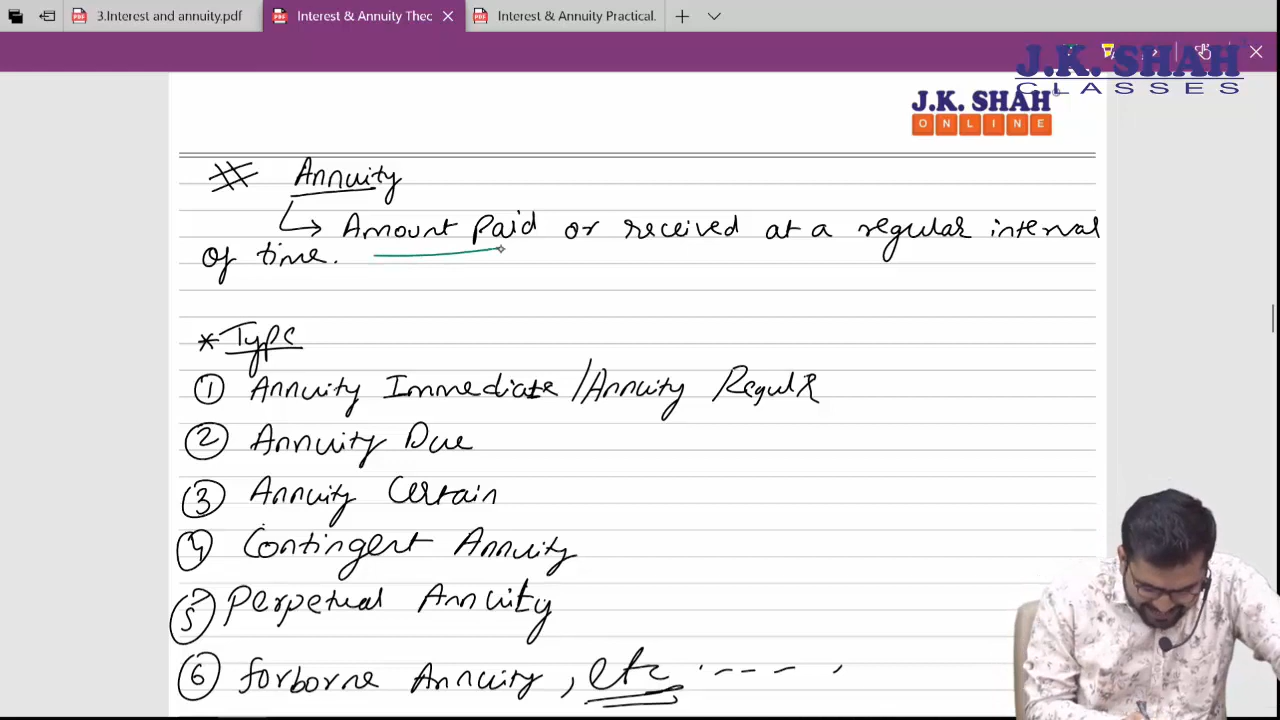 3.Interest and annuity.pdf
Interest & Annuity Thec
Interest & Annuity Practical.
J.K. SHAH
CLASSES
J.K. SHAH
ONLINE
Annuity
Amount Paid or received at a regular interval
of time.
* Type
1 Annuity Immediate / Annuity Regular
2 Annuity Due
3 Annuity Certain
4 Contingent Annuity
5 Perpetual Annuity
6 forborne Annuity, etc ----